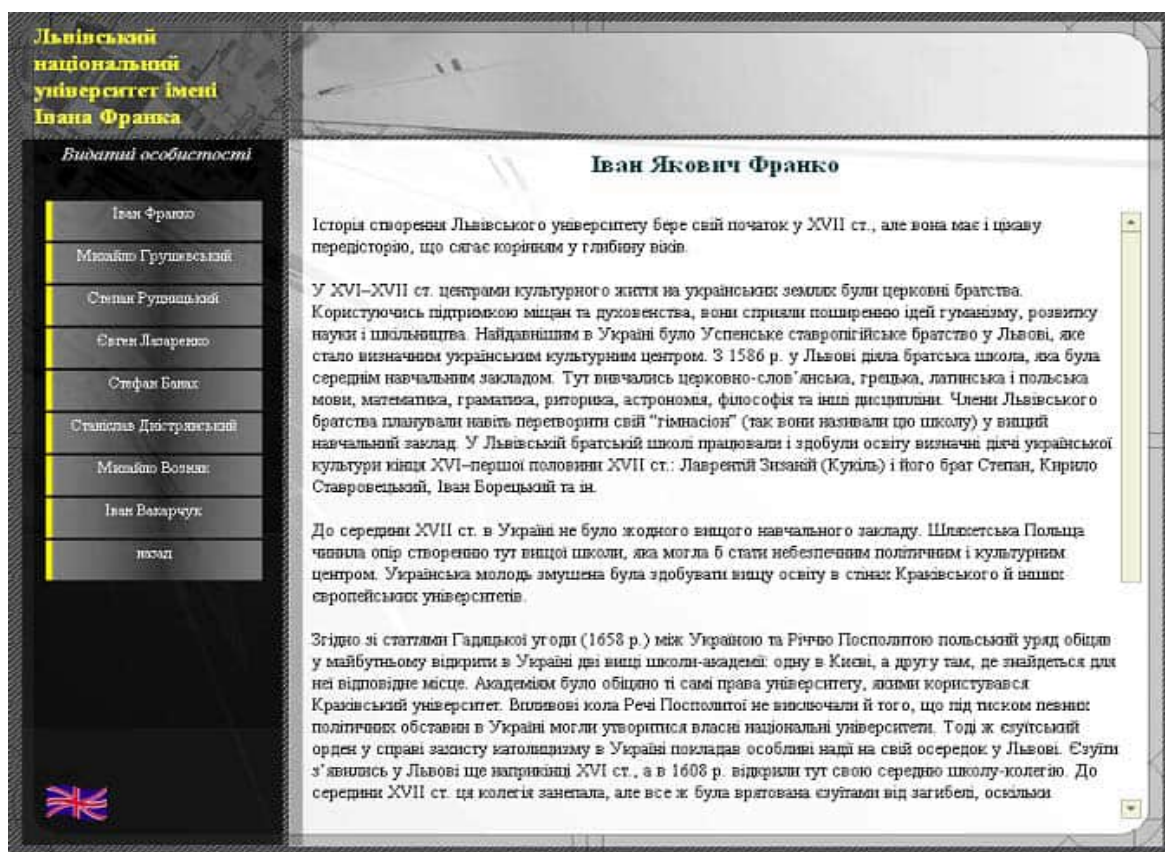 Львівський
національний
університет імені
Івана Франка
Видатні особистості
Іван Франко
Михайло Грушевський
Степан Рудницький
Євген Лазаренко
Стефан Банах
Станіслав Дністрянський
Михайло Возняк
Іван Вакарчук
назад
Іван Якович Франко
Історія створення Львівського університету бере свій початок у XVII ст., але вона має і цікаву
передісторію, що сягає корінням у глибину віків.
У XVI–XVII ст. центрами культурного життя на українських землях були церковні братства.
Користуючись підтримкою міщан та духовенства, вони сприяли поширенню ідей гуманізму, розвитку
науки і шкільництва. Найдавнішим в Україні було Успенське ставропігійське братство у Львові, яке
стало визначним українським культурним центром. З 1586 р. у Львові діяла братська школа, яка була
середнім навчальним закладом. Тут вивчались церковно-слов’янська, грецька, латинська і польська
мови, математика, граматика, риторика, астрономія, філософія та інші дисципліни. Члени Львівського
братства планували навіть перетворити свій “гімнасіон” (так вони називали цю школу) у вищий
навчальний заклад. У Львівській братській школі працювали і здобули освіту визначні діячі української
культури кінця XVI–першої половини XVII ст.: Лаврентій Зизаній (Кукіль) і його брат Степан, Кирило
Ставровецький, Іван Борецький та ін.
До середини XVII ст. в Україні не було жодного вищого навчального закладу. Шляхетська Польща
чинила опір створенню тут вищої школи, яка могла б стати небезпечним політичним і культурним
центром. Українська молодь змушена була здобувати вищу освіту в стінах Краківського й інших
європейських університетів.
Згідно зі статтями Гадяцької угоди (1658 р.) між Україною та Річчю Посполитою польський уряд обіцяв
у майбутньому відкрити в Україні дві вищі школи-академії: одну в Києві, а другу там, де знайдеться для
неї відповідне місце. Академіям було обіцяно ті самі права університету, якими користувався
Краківський університет. Впливові кола Речі Посполитої не виключали й того, що під тиском певних
політичних обставин в Україні могли утворитися власні національні університети. Тоді ж єзуїтський
орден у справі захисту католицизму в Україні покладав особливі надії на свій осередок у Львові. Єзуїти
з’явились у Львові ще наприкінці XVI ст., а в 1608 р. відкрили тут свою середню школу-колегію. До
середини XVII ст. ця колегія занепала, але все ж була врятована єзуїтами від загибелі, оскільки